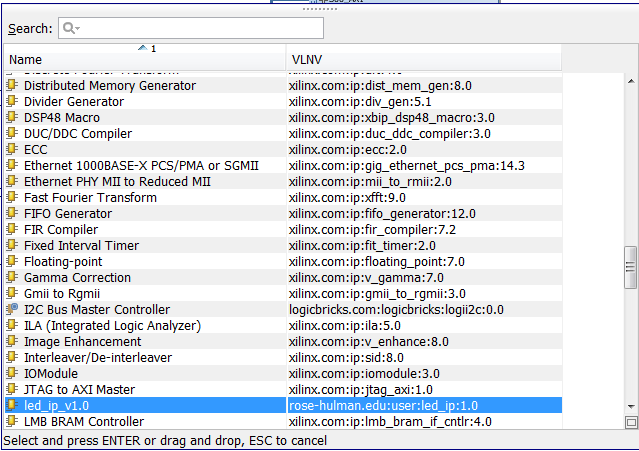 Search:
Name 1 VLNV
Distributed Memory Generator xilinx.com:ip:dist_mem_gen:8.0
Divider Generator xilinx.com:ip:div_gen:5.1
DSP48 Macro xilinx.com:ip:xbip_dsp48_macro:3.0
DUC/DDC Compiler xilinx.com:ip:duc_ddc_compiler:3.0
ECC xilinx.com:ip:ecc:2.0
Ethernet 1000BASE-X PCS/PMA or SGMII xilinx.com:ip:gig_ethernet_pcs_pma:14.3
Ethernet PHY MII to Reduced MII xilinx.com:ip:mii_to_rmii:2.0
Fast Fourier Transform xilinx.com:ip:xfft:9.0
FIFO Generator xilinx.com:ip:fifo_generator:12.0
FIR Compiler xilinx.com:ip:fir_compiler:7.2
Fixed Interval Timer xilinx.com:ip:fit_timer:2.0
Floating-point xilinx.com:ip:floating_point:7.0
Gamma Correction xilinx.com:ip:v_gamma:7.0
Gmii to Rgmii xilinx.com:ip:gmii_to_rgmii:3.0
I2C Bus Master Controller logicbricks.com:logicbricks:logii2c:0.0
ILA (Integrated Logic Analyzer) xilinx.com:ip:ila:5.0
Image Enhancement xilinx.com:ip:v_enhance:8.0
Interleaver/De-interleaver xilinx.com:ip:sid:8.0
IOModule xilinx.com:ip:iomodule:3.0
JTAG to AXI Master xilinx.com:ip:jtag_axi:1.0
led_ip_v1.0 rose-hulman.edu:user:led_ip:1.0
LMB BRAM Controller xilinx.com:ip:lmb_bram_if_cntlr:4.0
Select and press ENTER or drag and drop, ESC to cancel